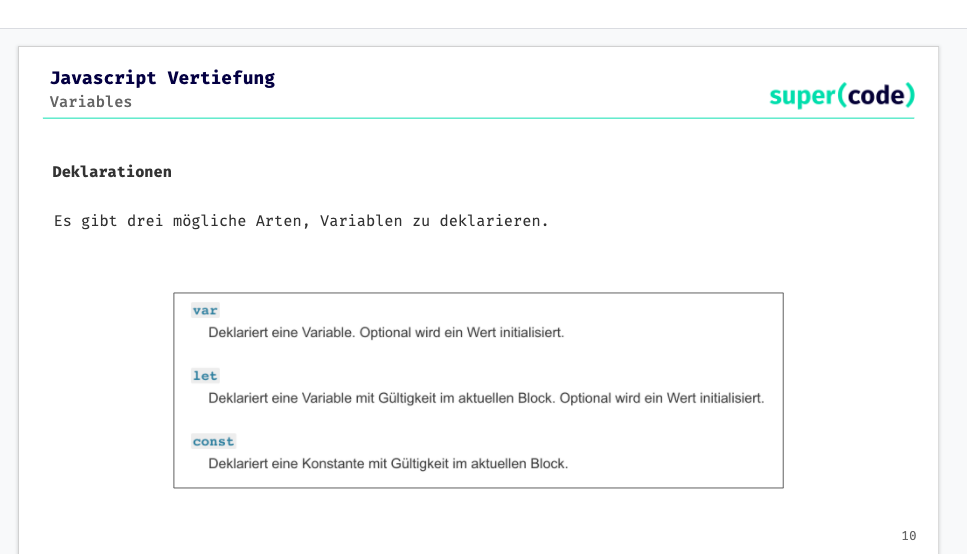 Javascript Vertiefung
Variables
super(code)
Deklarationen
Es gibt drei mögliche Arten, Variablen zu deklarieren.
var
Deklariert eine Variable. Optional wird ein Wert initialisiert.
let
Deklariert eine Variable mit Gültigkeit im aktuellen Block. Optional wird ein Wert initialisiert.
const
Deklariert eine Konstante mit Gültigkeit im aktuellen Block.
10